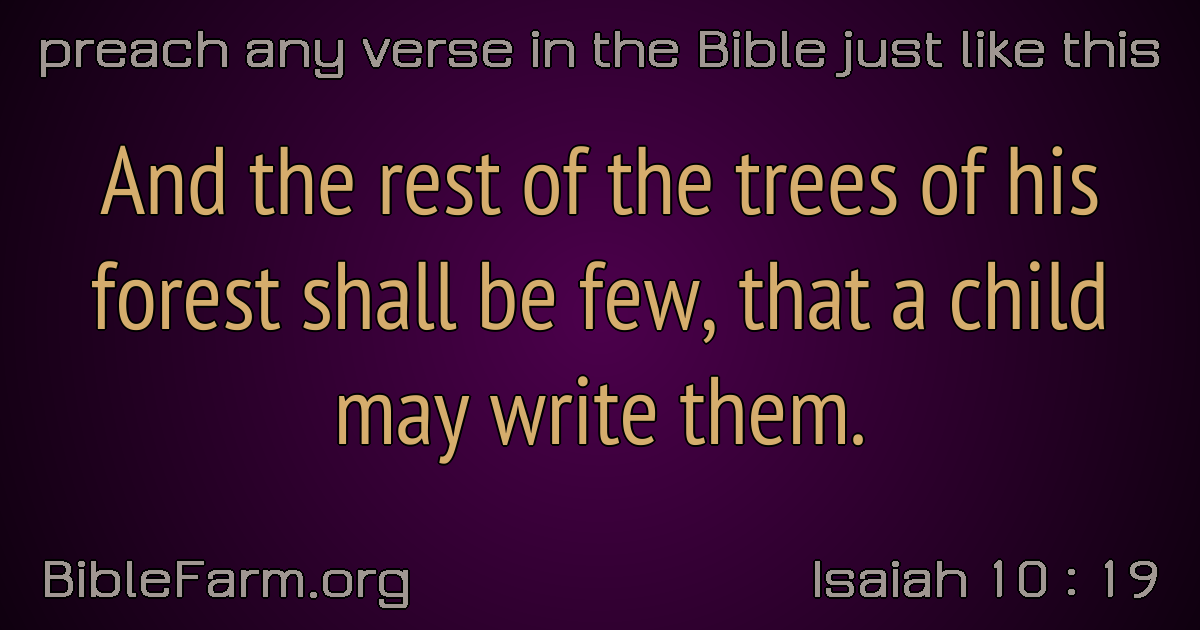 preach any verse in the Bible just like this
And the rest of the trees of his
forest shall be few, that a child
may write them.
BibleFarm.org
Isaiah 10 : 19